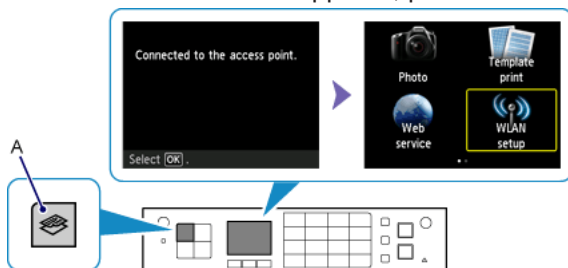 Connected to the access point.
Select OK .
Photo
Template
print
Web
service
WLAN
setup
A